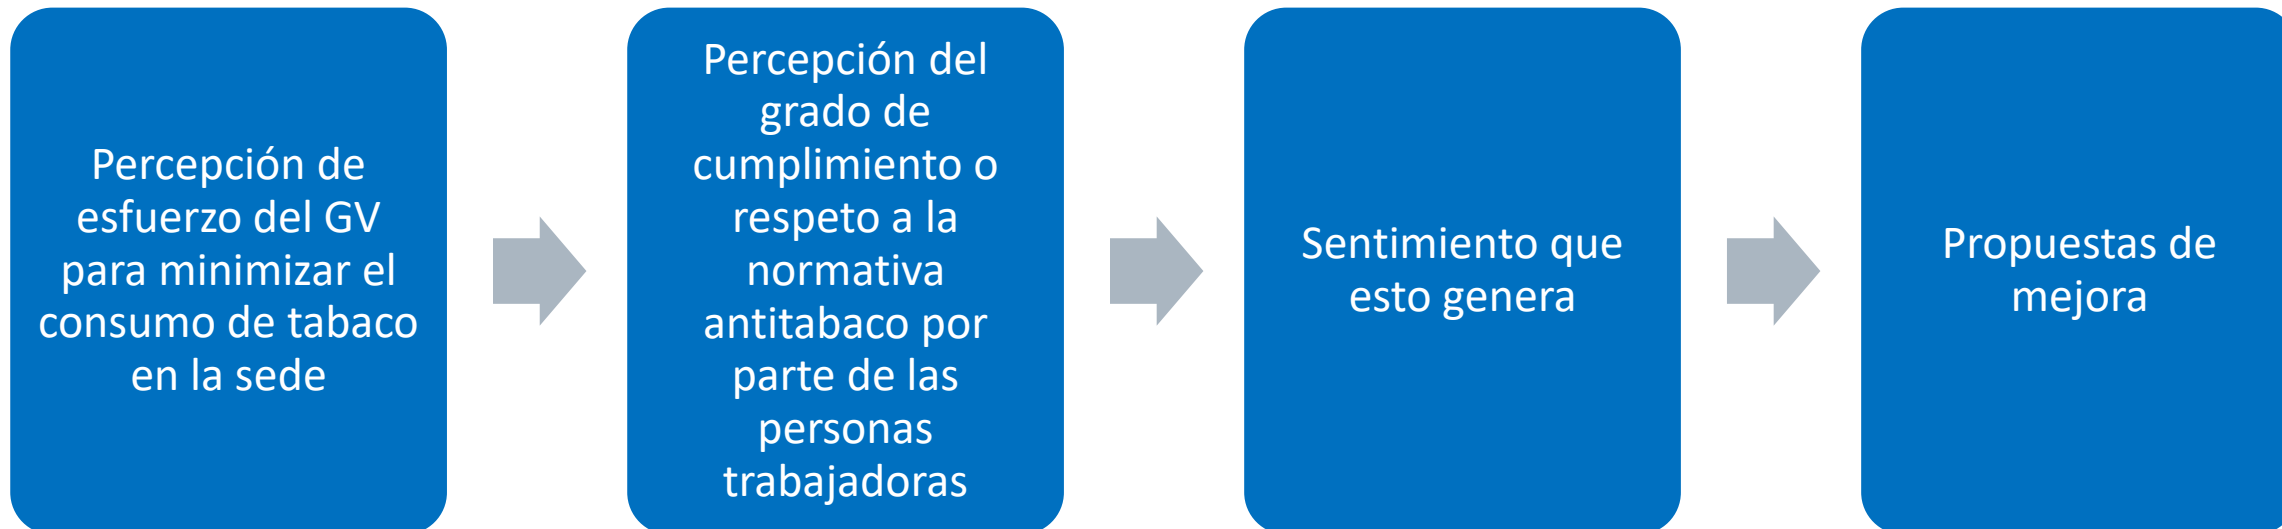 Percepción de
esfuerzo del GV
para minimizar el
consumo de tabaco
en la sede
Percepción del
grado de
cumplimiento o
respeto a la
normativa
antitabaco por
parte de las
personas
trabajadoras
Sentimiento que
esto genera
Propuestas de
mejora